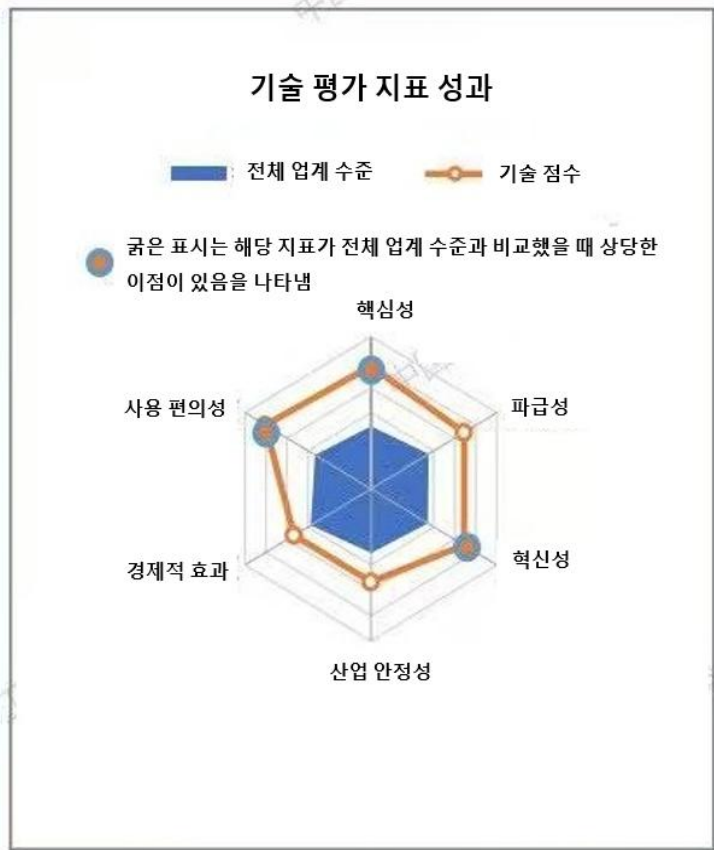 기술 평가 지표 성과
전체 업계 수준
기술 점수
굵은 표시는 해당 지표가 전체 업계 수준과 비교했을 때 상당한
이점이 있음을 나타냄
핵심성
사용 편의성
파급성
경제적 효과
혁신성
산업 안정성